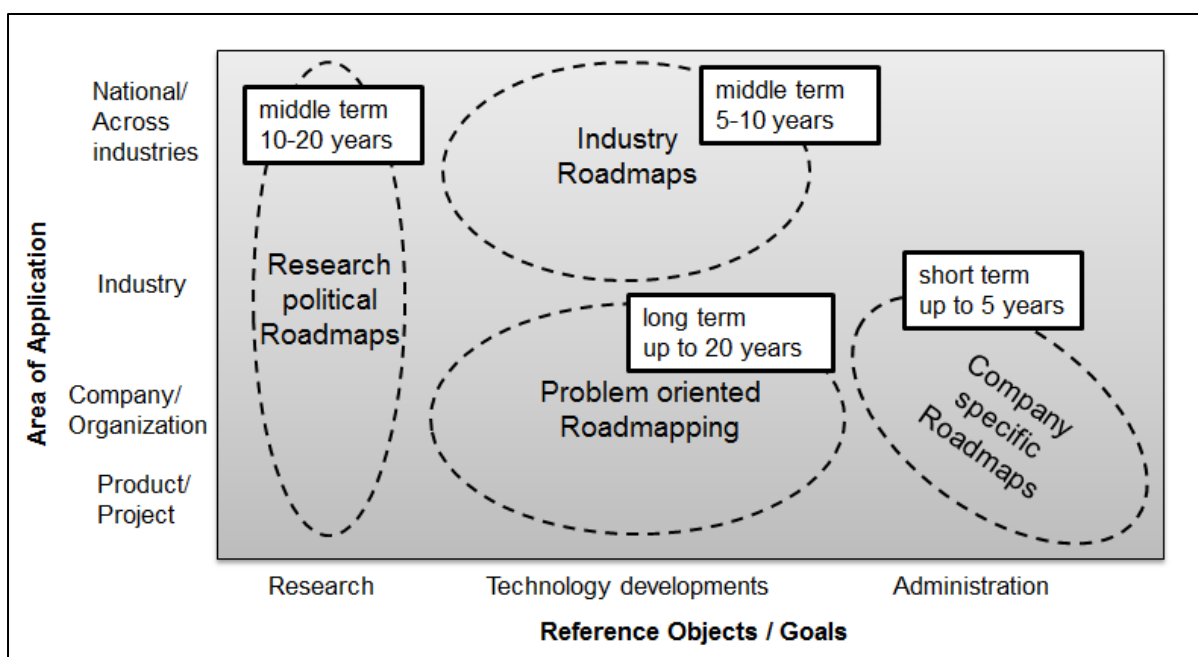 National/
Across
industries
middle term
10-20 years
middle term
5-10 years
Industry
Roadmaps
Industry
Research
political
Roadmaps
short term
up to 5 years
long term
up to 20 years
Company/
Organization
Problem oriented
Roadmapping
Company
specific
Roadmaps
Product/
Project
Area of Application
Research
Technology developments
Administration
Reference Objects / Goals